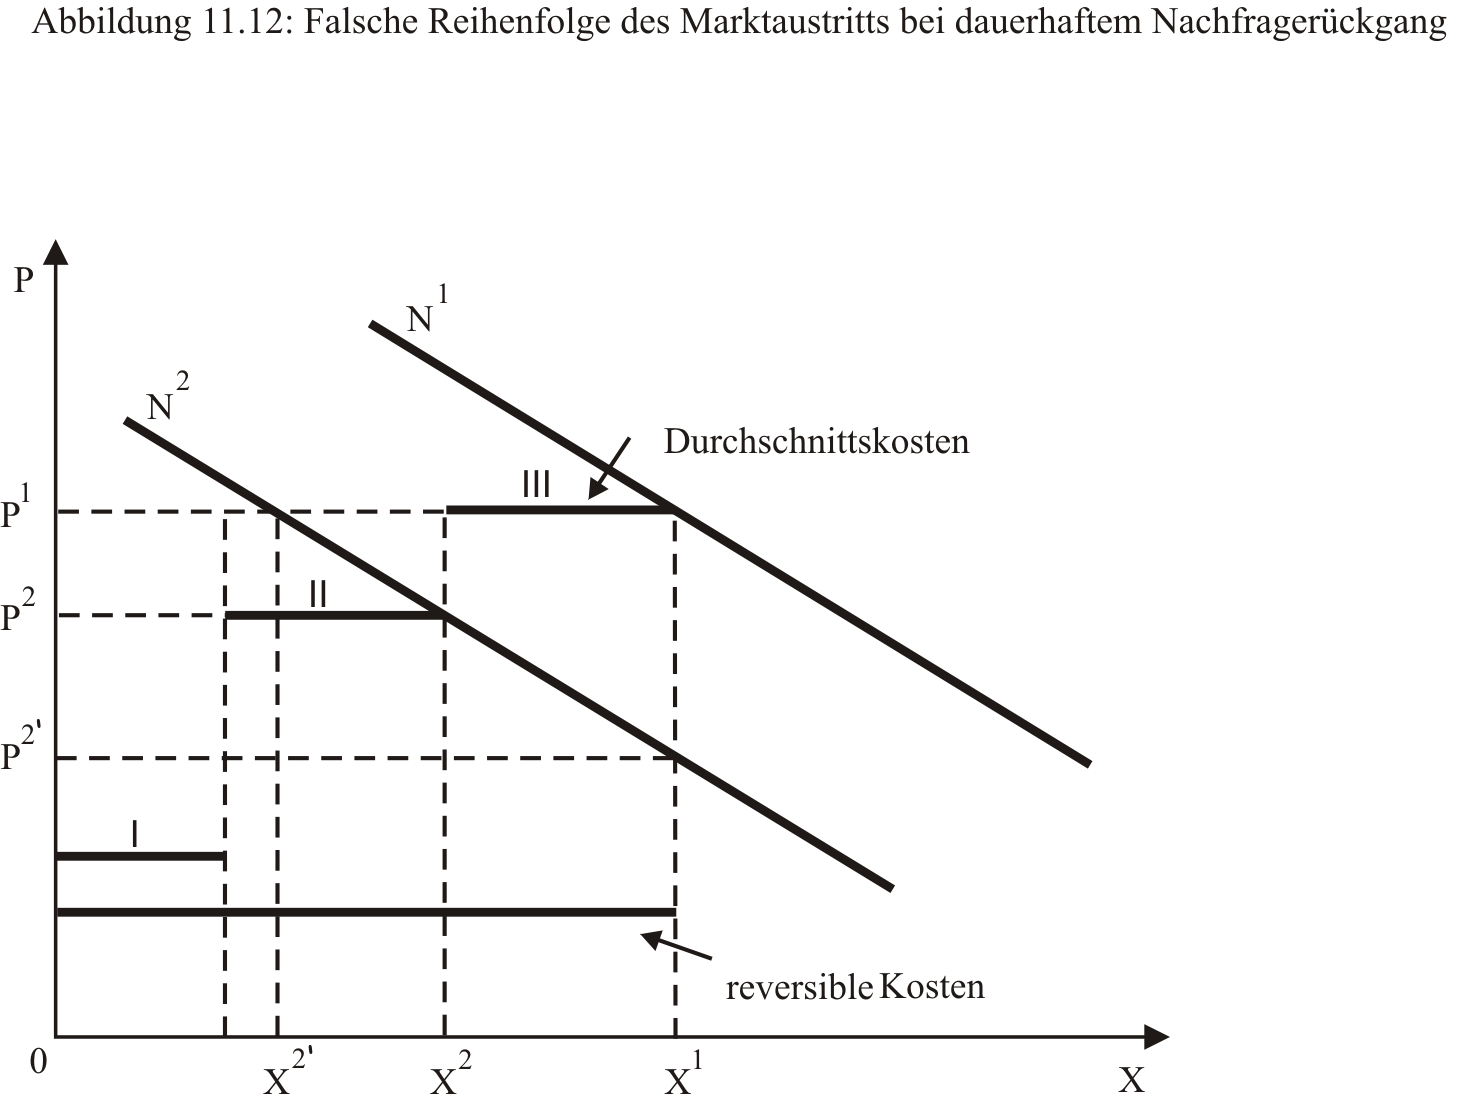 Abbildung 11.12: Falsche Reihenfolge des Marktaustritts bei dauerhaftem Nachfragerückgang
P
N¹
N²
Durchschnittskosten
III
P¹
II
P²
P²'
I
reversible Kosten
0
X²'
X²
X¹
X